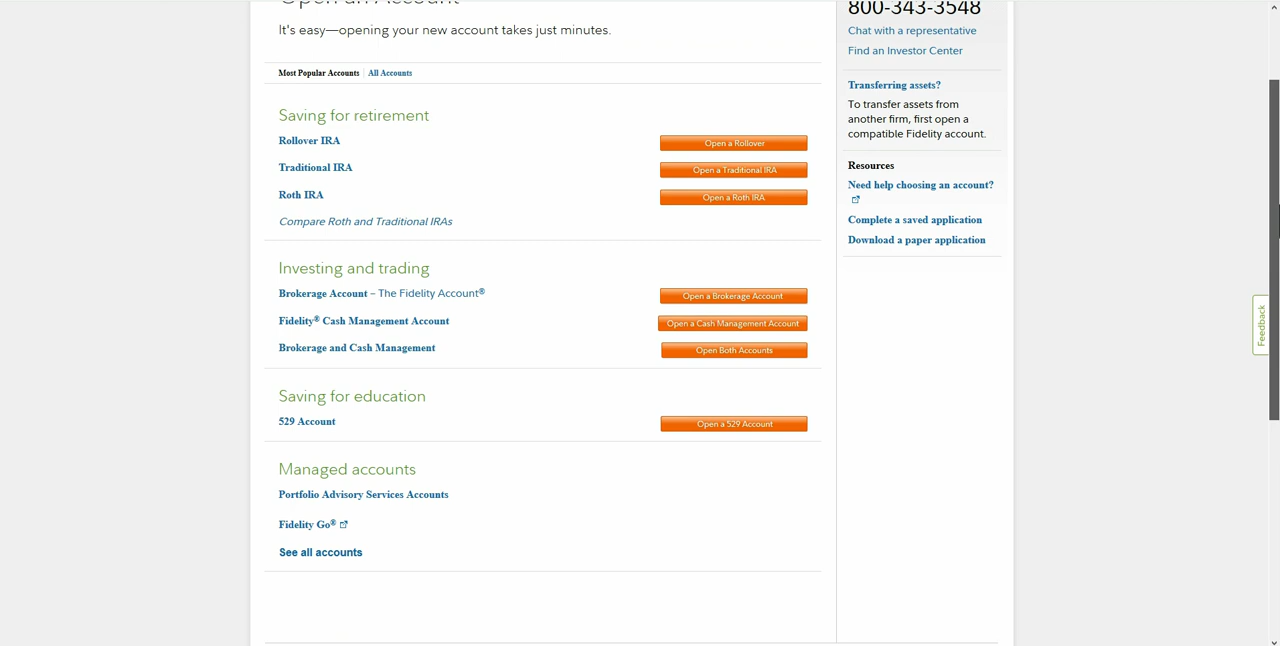 Open an Account
It's easy—opening your new account takes just minutes.
Most Popular Accounts | All Accounts
Saving for retirement
Rollover IRA
Open a Rollover
Traditional IRA
Open a Traditional IRA
Roth IRA
Open a Roth IRA
Compare Roth and Traditional IRAs
Investing and trading
Brokerage Account – The Fidelity Account®
Open a Brokerage Account
Fidelity® Cash Management Account
Open a Cash Management Account
Brokerage and Cash Management
Open Both Accounts
Saving for education
529 Account
Open a 529 Account
Managed accounts
Portfolio Advisory Services Accounts
Fidelity Go®
See all accounts
800-343-3548
Chat with a representative
Find an Investor Center
Transferring assets?
To transfer assets from
another firm, first open a
compatible Fidelity account.
Resources
Need help choosing an account?
Complete a saved application
Download a paper application
Feedback